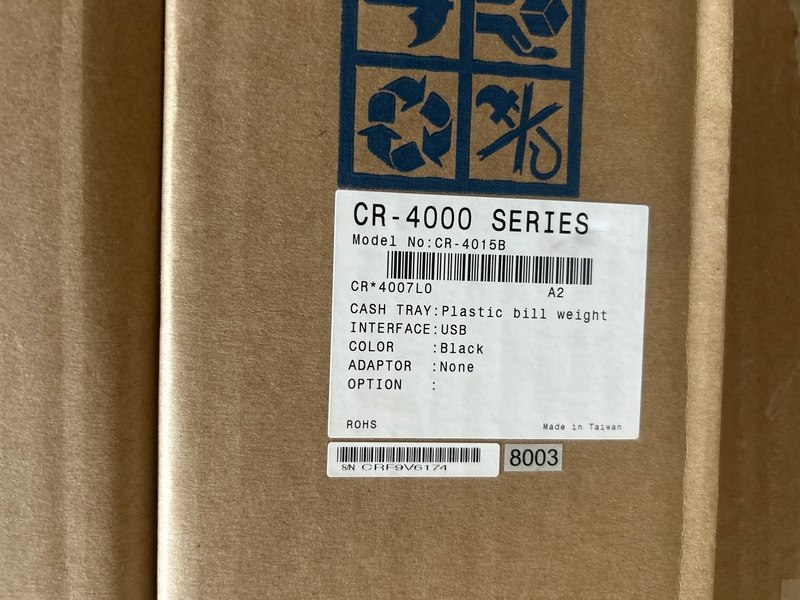 CR-4000 SERIES
Model No:CR-4015B
CR*4007L0 A2
CASH TRAY:Plastic bill weight
INTERFACE:USB
COLOR :Black
ADAPTOR :None
OPTION :
ROHS Made in Taiwan
S/N CRF9V6174
8003